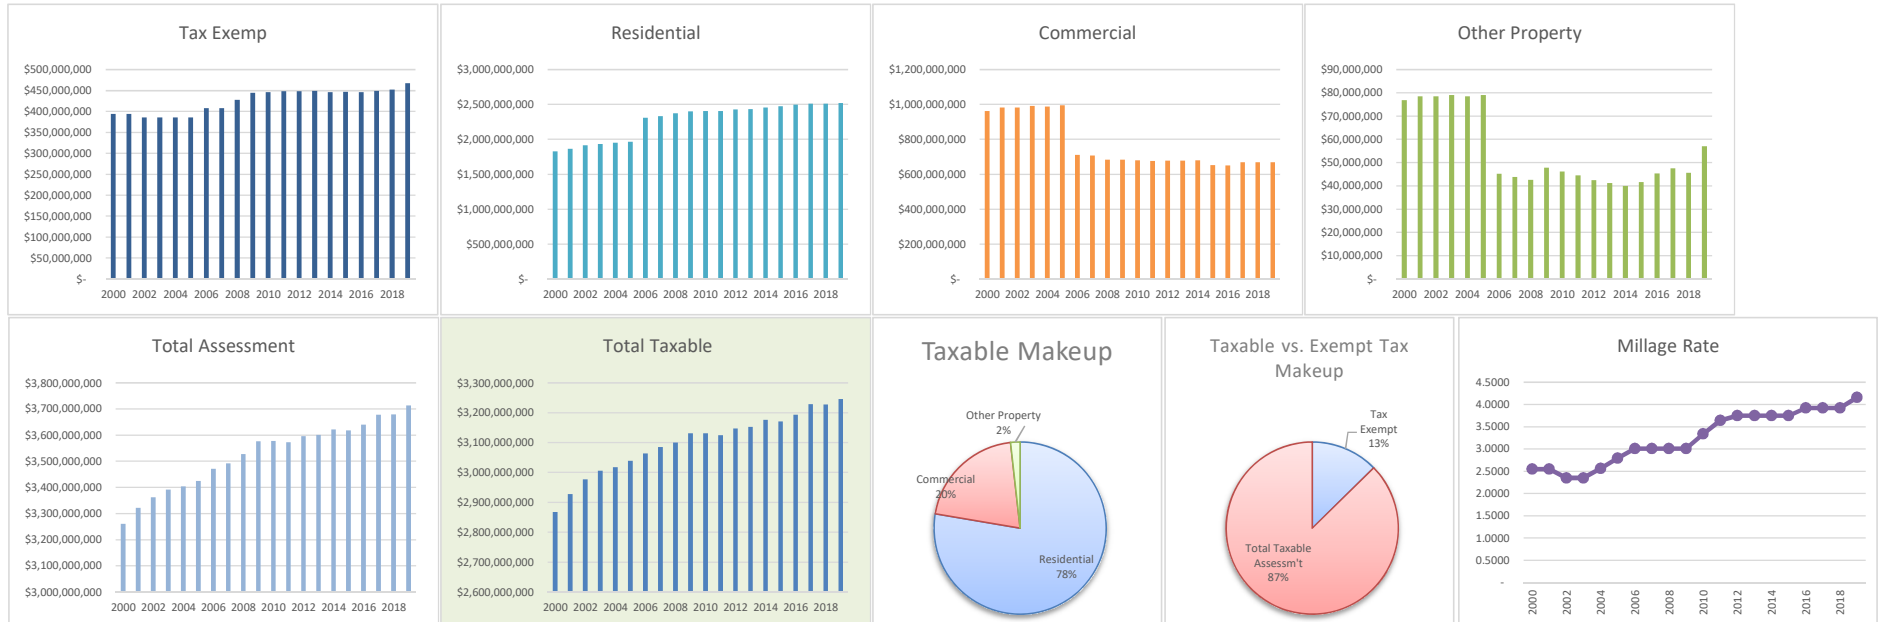 Tax Exemp
$500,000,000
$450,000,000
$400,000,000
$350,000,000
$300,000,000
$250,000,000
$200,000,000
$150,000,000
$100,000,000
$50,000,000
$-
2000 2002 2004 2006 2008 2010 2012 2014 2016 2018
Residential
$3,000,000,000
$2,500,000,000
$2,000,000,000
$1,500,000,000
$1,000,000,000
$500,000,000
$-
2000 2002 2004 2006 2008 2010 2012 2014 2016 2018
Commercial
$1,200,000,000
$1,000,000,000
$800,000,000
$600,000,000
$400,000,000
$200,000,000
$-
2000 2002 2004 2006 2008 2010 2012 2014 2016 2018
Other Property
$90,000,000
$80,000,000
$70,000,000
$60,000,000
$50,000,000
$40,000,000
$30,000,000
$20,000,000
$10,000,000
$-
2000 2002 2004 2006 2008 2010 2012 2014 2016 2018
Total Assessment
$3,800,000,000
$3,700,000,000
$3,600,000,000
$3,500,000,000
$3,400,000,000
$3,300,000,000
$3,200,000,000
$3,100,000,000
$3,000,000,000
2000 2002 2004 2006 2008 2010 2012 2014 2016 2018
Total Taxable
$3,300,000,000
$3,200,000,000
$3,100,000,000
$3,000,000,000
$2,900,000,000
$2,800,000,000
$2,700,000,000
$2,600,000,000
2000 2002 2004 2006 2008 2010 2012 2014 2016 2018
Taxable Makeup
Other Property
2%
Commercial
20%
Residential
78%
Taxable vs. Exempt Tax
Makeup
Tax
Exempt
13%
Total Taxable
Assessm't
87%
Millage Rate
4.5000
4.0000
3.5000
3.0000
2.5000
2.0000
1.5000
1.0000
0.5000
-
2000 2002 2004 2006 2008 2010 2012 2014 2016 2018